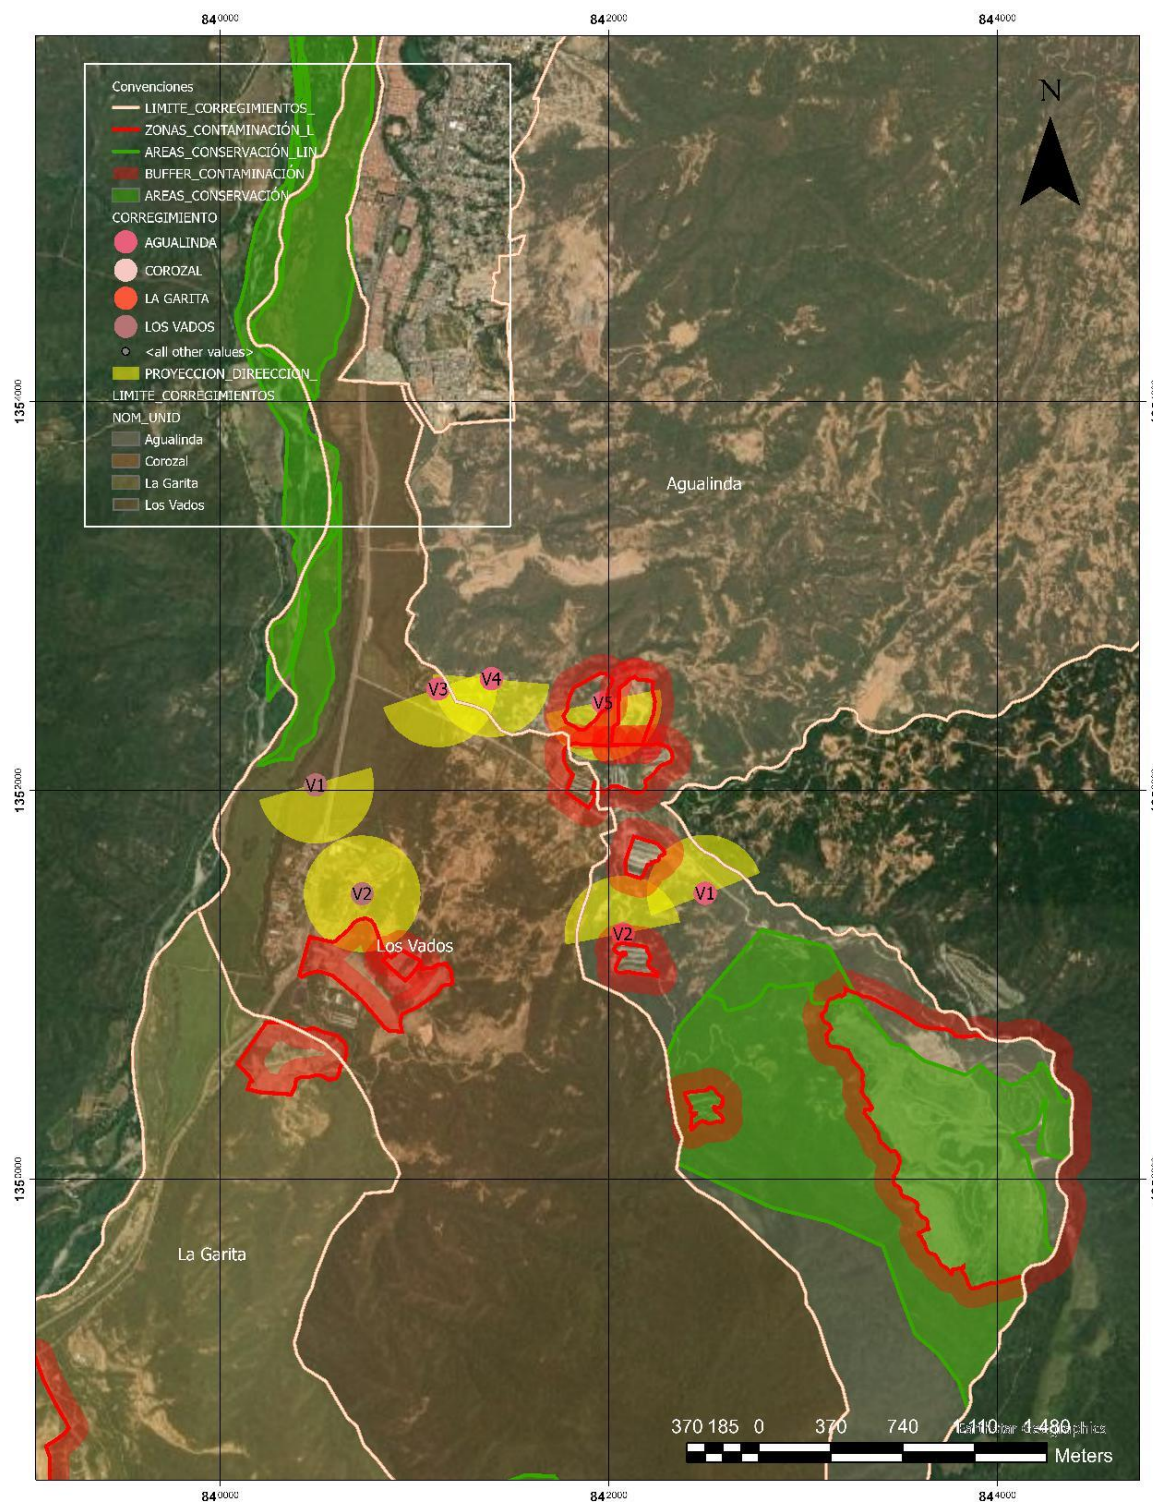 840000 842000 844000
N
Convenciones
LIMITE_CORREGIMIENTOS_
ZONAS_CONTAMINACIÓN_L
AREAS_CONSERVACIÓN_LIN
BUFFER_CONTAMINACIÓN
AREAS_CONSERVACIÓN
CORREGIMIENTO
AGUALINDA
COROZAL
LA GARITA
LOS VADOS
<all other values>
PROYECCION_DIREECCION_
LIMITE_CORREGIMIENTOS
NOM_UNID
Agualinda
Corozal
La Garita
Los Vados
1354000
Agualinda
V4
V3
V5
V1
1352000
V2
V1
V2
Los Vados
1350000
La Garita
370 185 0 370 740 1.110 1.480
Meters
840000 842000 844000